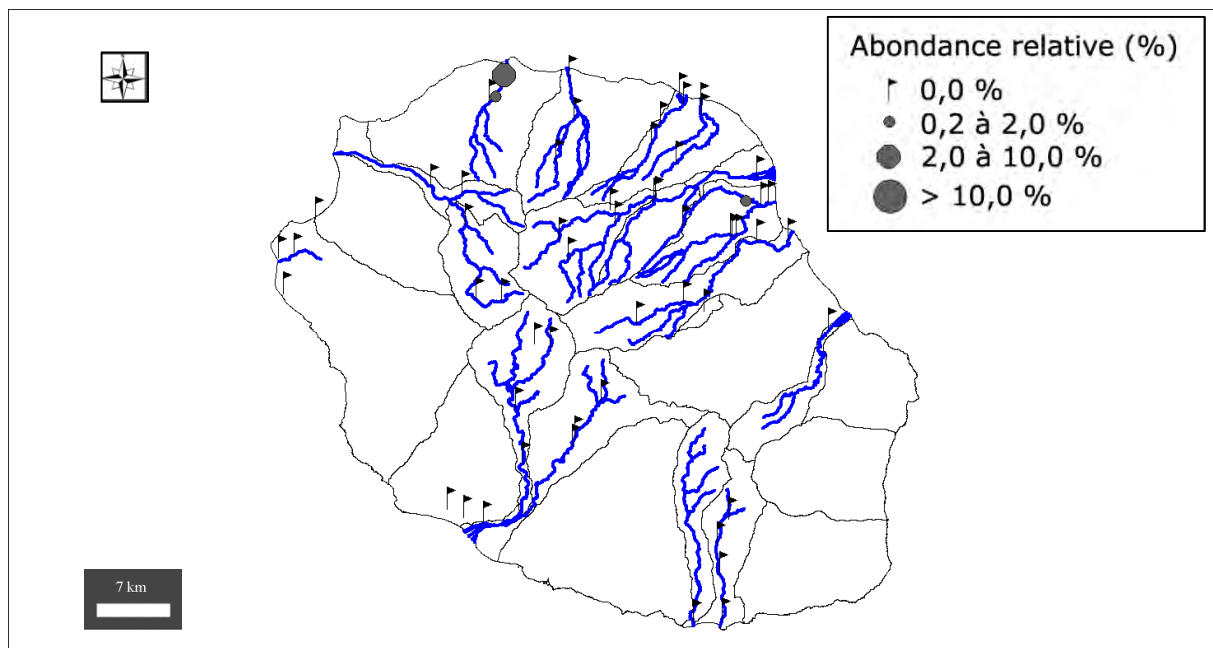 Abondance relative (%)
0,0 %
0,2 à 2,0 %
2,0 à 10,0 %
> 10,0 %
7 km